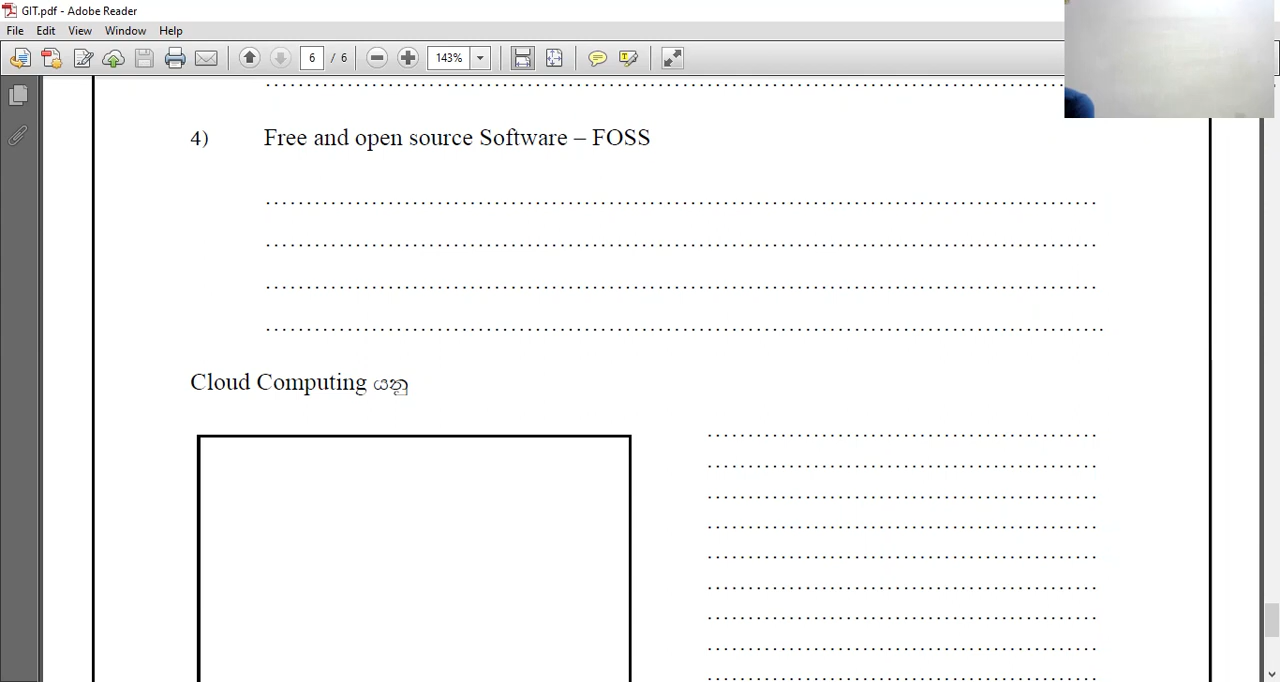 GIT.pdf - Adobe Reader
File Edit View Window Help
6 / 6 143%
4) Free and open source Software – FOSS
Cloud Computing යනු